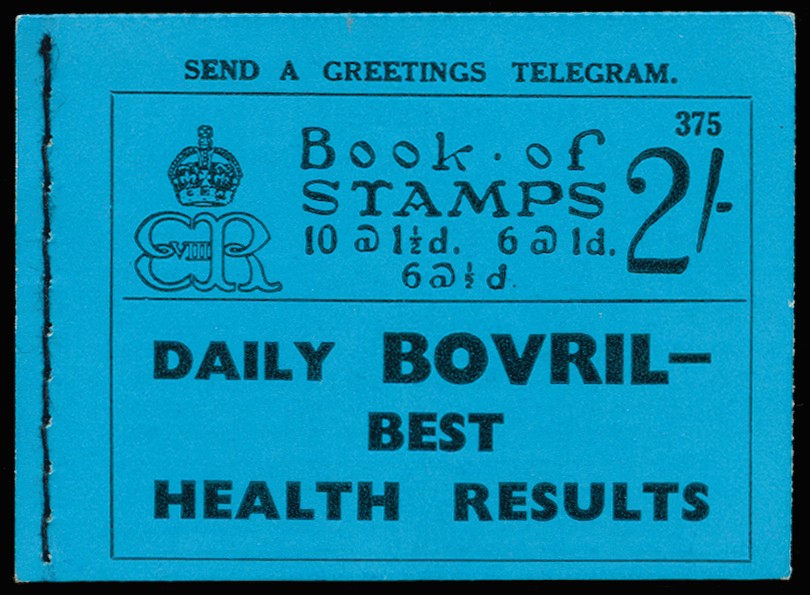 SEND A GREETINGS TELEGRAM.
375
Book · of
STAMPS 2/-
10 @ 1½d. 6 @ 1d.
6 @ ½d.
EVIIIR
DAILY BOVRIL–
BEST
HEALTH RESULTS